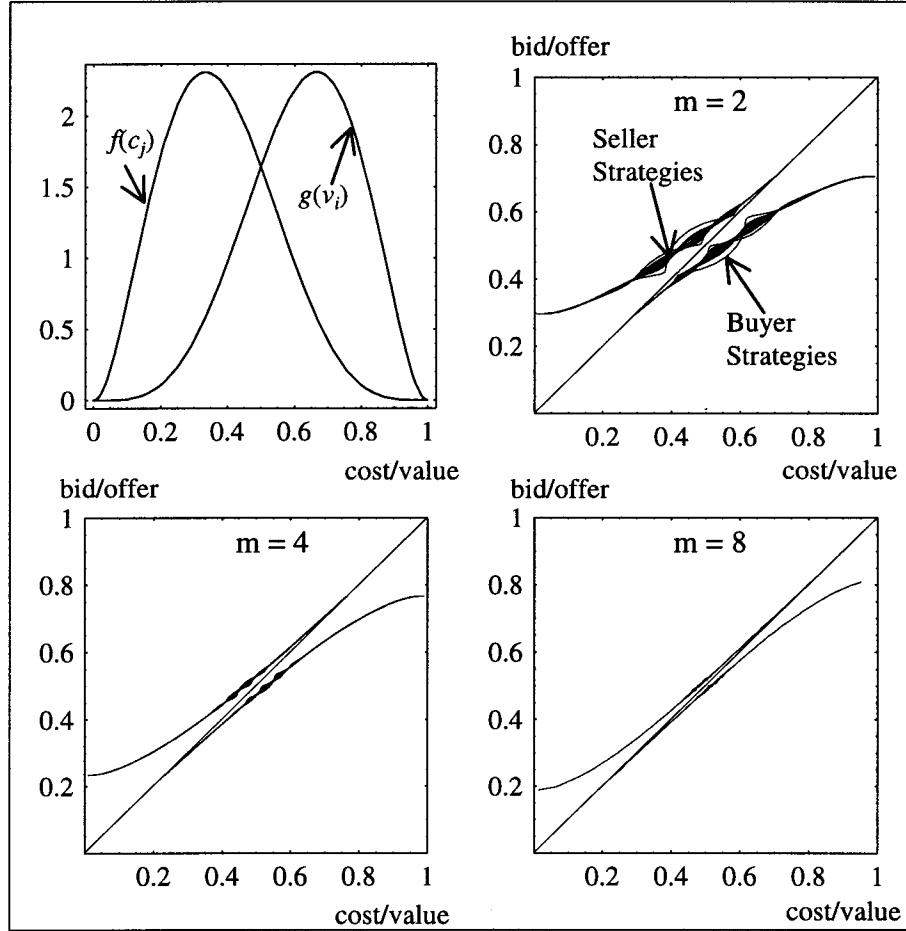 2
1.5
1
0.5
0
f(c_j)
g(v_i)
0 0.2 0.4 0.6 0.8 1
cost/value
bid/offer
1
0.8
0.6
0.4
0.2
m = 2
Seller
Strategies
Buyer
Strategies
0.2 0.4 0.6 0.8 1
cost/value
bid/offer
1
0.8
0.6
0.4
0.2
m = 4
0.2 0.4 0.6 0.8 1
cost/value
bid/offer
1
0.8
0.6
0.4
0.2
m = 8
0.2 0.4 0.6 0.8 1
cost/value